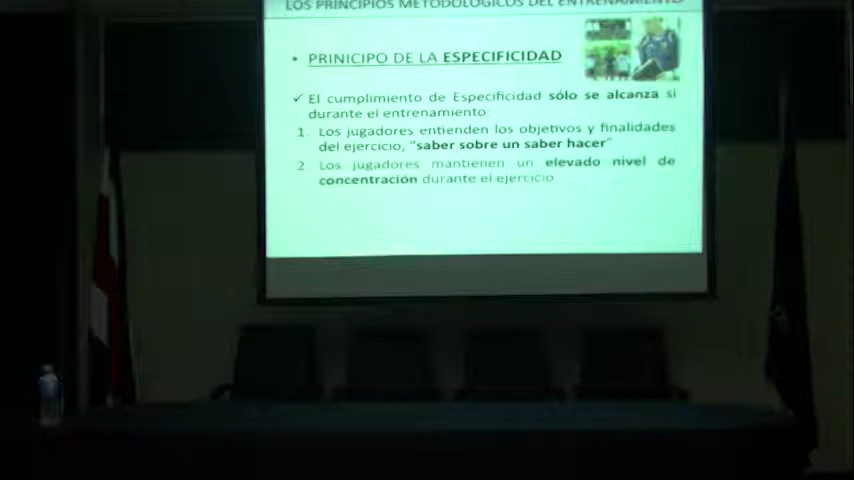 LOS PRINCIPIOS METODOLÓGICOS DEL ENTRENAMIENTO
• PRINICIPO DE LA ESPECIFICIDAD
✓ El cumplimiento de Especificidad sólo se alcanza si
durante el entrenamiento:
1. Los jugadores entienden los objetivos y finalidades
del ejercicio, "saber sobre un saber hacer"
2 Los jugadores mantienen un elevado nivel de
concentración durante el ejercicio